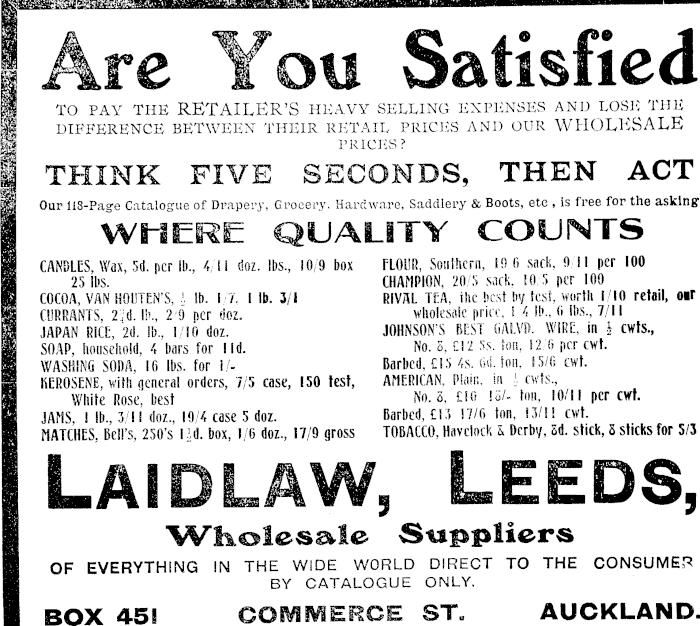 Are You Satisfied
TO PAY THE RETAILER'S HEAVY SELLING EXPENSES AND LOSE THE
DIFFERENCE BETWEEN THEIR RETAIL PRICES AND OUR WHOLESALE
PRICES?
THINK FIVE SECONDS, THEN ACT
Our 118-Page Catalogue of Drapery, Grocery, Hardware, Saddlery & Boots, etc, is free for the asking
WHERE QUALITY COUNTS
CANDLES, Wax, 5d. per lb., 4/11 doz. lbs., 10/9 box
25 lbs.
COCOA, VAN HOUTEN'S, lb. 1/7, 1 lb. 3/1
CURRANTS, lb., 2/9 per doz.
JAPAN RICE, 2d. lb., 1/10 doz.
SOAP, household, 4 bars for 11d.
WASHING SODA, 16 lbs. for 1/-
KEROSENE, with general orders, 7/5 case, 150 test,
White Rose, best
JAMS, 1 lb., 3/11 doz., 19/4 case 5 doz.
MATCHES, Bell's, 250's 1½d. box, 1/6 doz., 17/9 gross
FLOUR, Southern, 19 6 sack, 9/11 per 100
CHAMPION, 20/5 sack, 10/5 per 100
RIVAL TEA, the best by test, worth 1/10 retail, our
wholesale price, 1 4 lb., 6 lbs., 7/11
JOHNSON'S BEST GALVD. WIRE, in ½ cwts.,
No. 8, £12 5s. ton, 12 6 per cwt.
Barbed, £15 4s. 6d. ton, 15/6 cwt.
AMERICAN, Plain, in cwts.,
No. 8, £10 18/- ton, 10/11 per cwt.
Barbed, £13 17/6 ton, 13/11 cwt.
TOBACCO, Havelock & Derby, 8d. stick, 8 sticks for 5/3
LAIDLAW, LEEDS,
Wholesale Suppliers
OF EVERYTHING IN THE WIDE WORLD DIRECT TO THE CONSUMER
BY CATALOGUE ONLY.
BOX 451 COMMERCE ST. AUCKLAND.